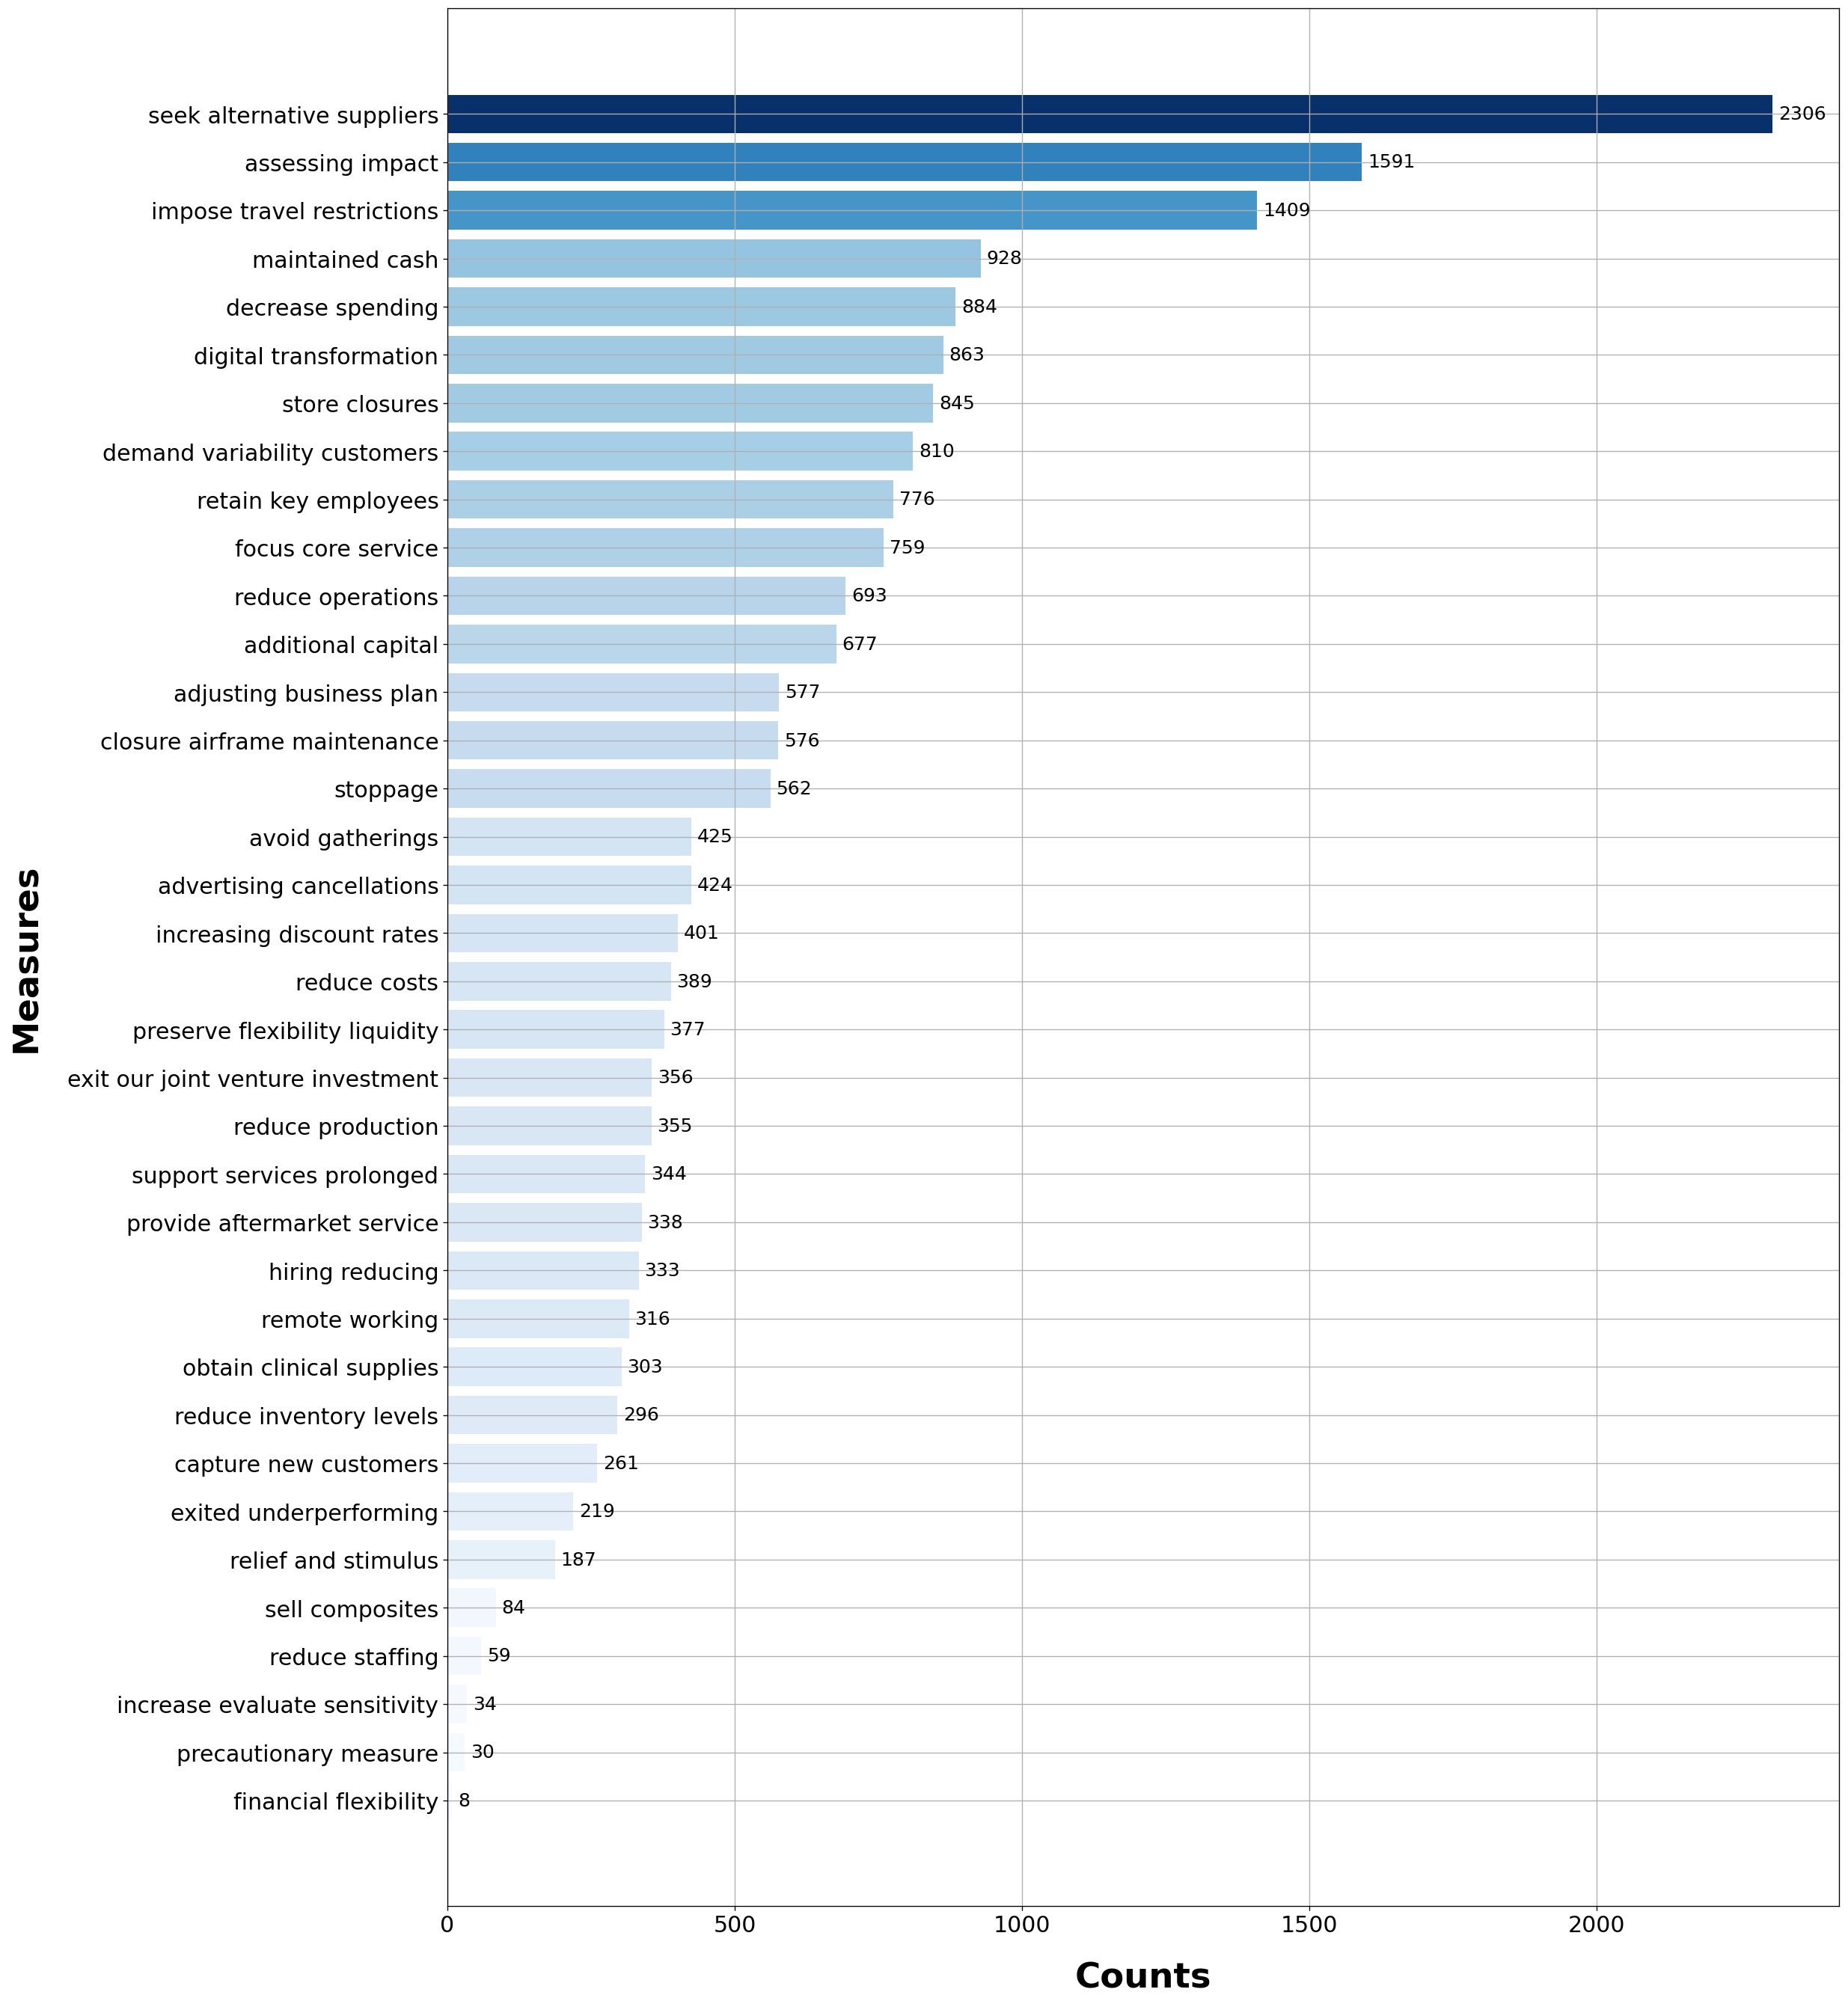 seek alternative suppliers 2306
assessing impact 1591
impose travel restrictions 1409
maintained cash 928
decrease spending 884
digital transformation 863
store closures 845
demand variability customers 810
retain key employees 776
focus core service 759
reduce operations 693
additional capital 677
adjusting business plan 577
closure airframe maintenance 576
stoppage 562
avoid gatherings 425
advertising cancellations 424
increasing discount rates 401
reduce costs 389
preserve flexibility liquidity 377
exit our joint venture investment 356
reduce production 355
support services prolonged 344
provide aftermarket service 338
hiring reducing 333
remote working 316
obtain clinical supplies 303
reduce inventory levels 296
capture new customers 261
exited underperforming 219
relief and stimulus 187
sell composites 84
reduce staffing 59
increase evaluate sensitivity 34
precautionary measure 30
financial flexibility 8
Measures
0 500 1000 1500 2000
Counts